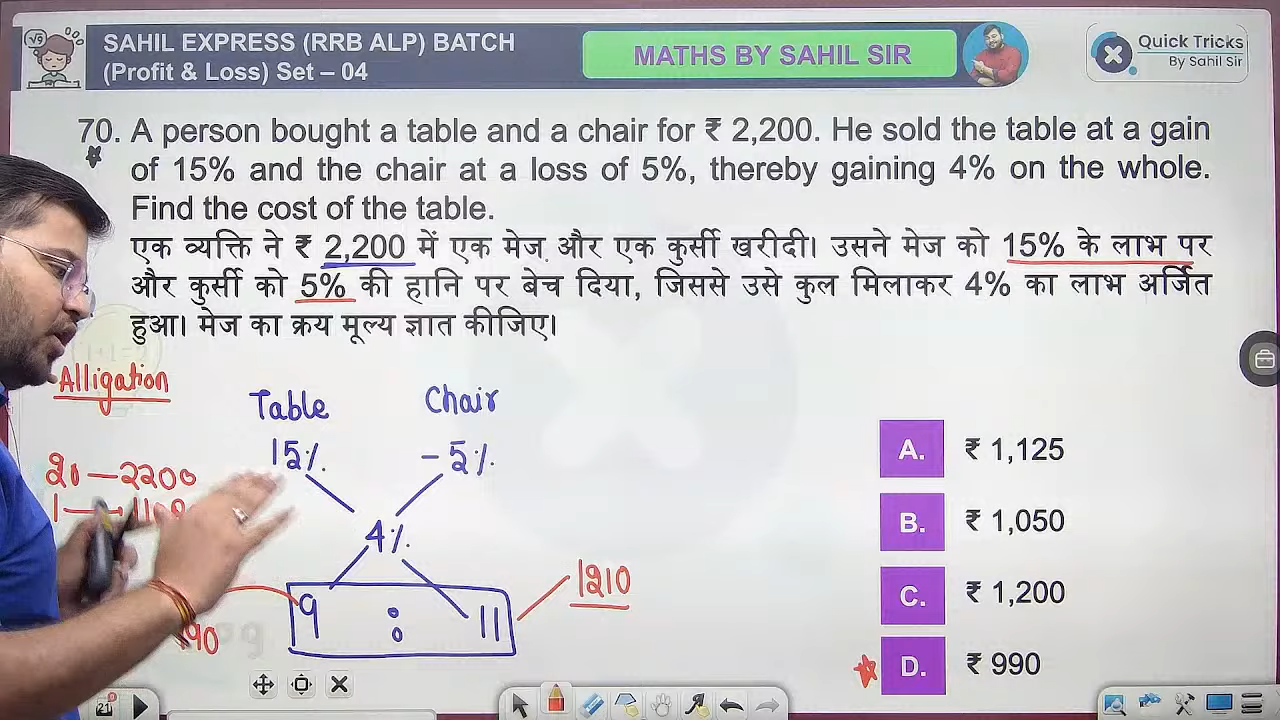 SAHIL EXPRESS (RRB ALP) BATCH
(Profit & Loss) Set – 04
MATHS BY SAHIL SIR
Quick Tricks
By Sahil Sir
70. A person bought a table and a chair for ₹ 2,200. He sold the table at a gain
of 15% and the chair at a loss of 5%, thereby gaining 4% on the whole.
Find the cost of the table.
एक व्यक्ति ने ₹ 2,200 में एक मेज और एक कुर्सी खरीदी। उसने मेज को 15% के लाभ पर
और कुर्सी को 5% की हानि पर बेच दिया, जिससे उसे कुल मिलाकर 4% का लाभ अर्जित
हुआ। मेज का क्रय मूल्य ज्ञात कीजिए।
Alligation
Table Chair
15% -5%
20 — 2200
4%
9 : 11
1210
A. ₹ 1,125
B. ₹ 1,050
C. ₹ 1,200
D. ₹ 990